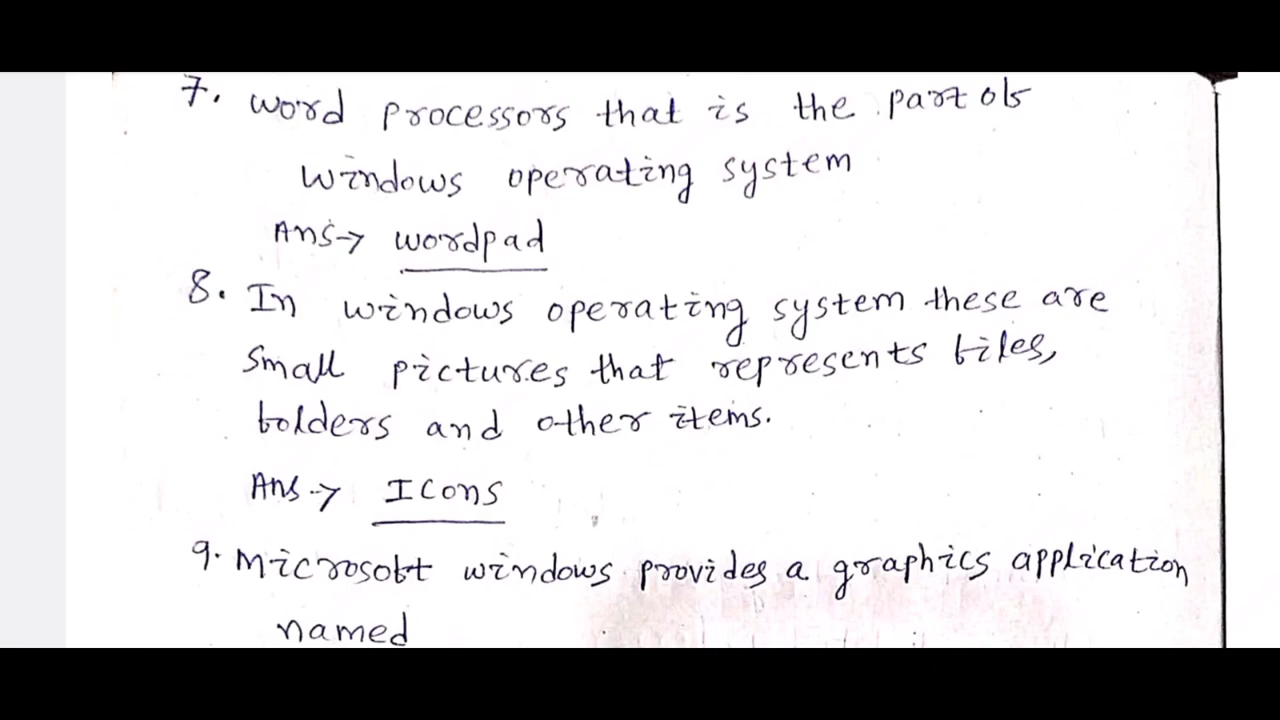 7. word processors that is the part of
windows operating system
Ans→ wordpad
8. In windows operating system these are
small pictures that represents files,
folders and other items.
Ans → Icons
9. Microsoft windows provides a graphics application
named